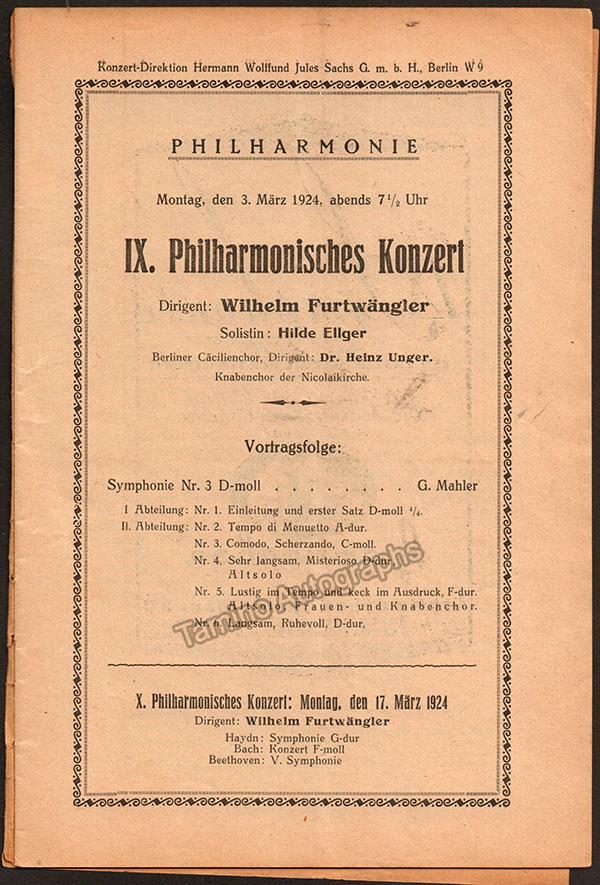 Konzert-Direktion Hermann Wolffund Jules Sachs G. m. b. H., Berlin W 9
PHILHARMONIE
Montag, den 3. März 1924, abends 7 1/2 Uhr
IX. Philharmonisches Konzert
Dirigent: Wilhelm Furtwängler
Solistin: Hilde Ellger
Berliner Cäcilienchor, Dirigent: Dr. Heinz Unger.
Knabenchor der Nicolaikirche.
Vortragsfolge:
Symphonie Nr. 3 D-moll . . . . . . . . G. Mahler
I Abteilung: Nr. 1. Einleitung und erster Satz D-moll 4/4.
II. Abteilung: Nr. 2. Tempo di Menuetto A-dur.
Nr. 3. Comodo, Scherzando, C-moll.
Nr. 4. Sehr langsam, Misterioso D-dur
Altsolo
Nr. 5. Lustig im Tempo und keck im Ausdruck, F-dur.
Altsolo, Frauen- und Knabenchor.
Nr. 6. Langsam, Ruhevoll, D-dur.
Tamino Autographs
X. Philharmonisches Konzert: Montag, den 17. März 1924
Dirigent: Wilhelm Furtwängler
Haydn: Symphonie G-dur
Bach: Konzert F-moll
Beethoven: V. Symphonie